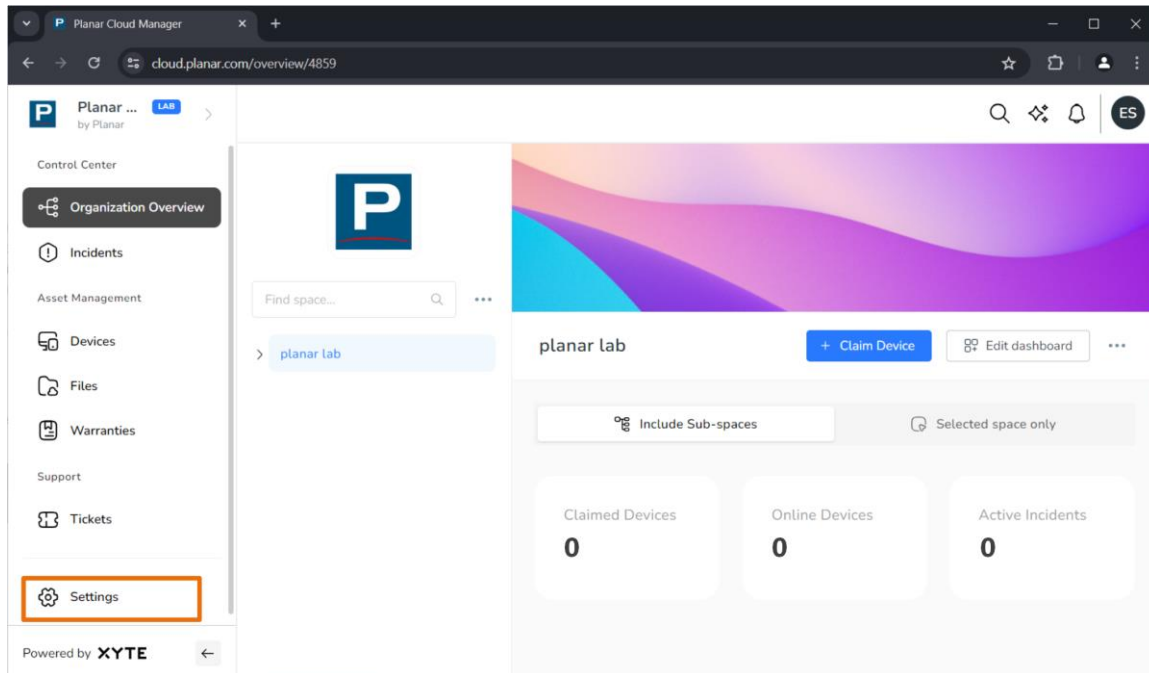 P Planar Cloud Manager
cloud.planar.com/overview/4859
P Planar ... LAB
by Planar
ES
Control Center
Organization Overview
Incidents
Asset Management
Devices
Files
Warranties
Support
Tickets
Settings
Powered by XYTE
P
Find space...
planar lab
planar lab
+ Claim Device
Edit dashboard
Include Sub-spaces
Selected space only
Claimed Devices
0
Online Devices
0
Active Incidents
0